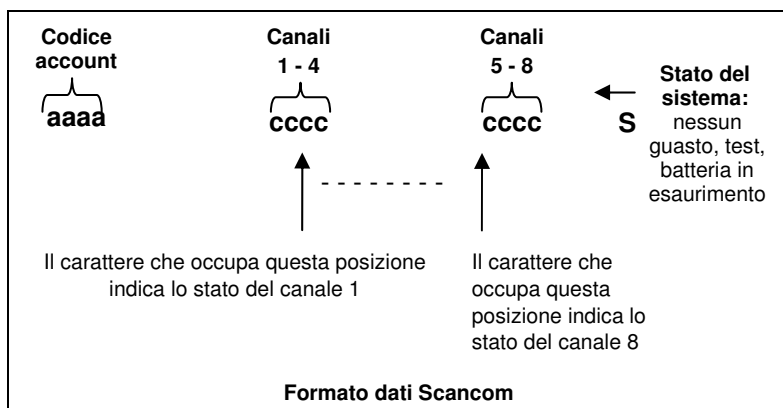 Codice
account
Canali
1 - 4
Canali
5 - 8
aaaa
cccc
cccc
S
Stato del
sistema:
nessun
guasto, test,
batteria in
esaurimento
Il carattere che occupa questa posizione
indica lo stato del canale 1
Il carattere che
occupa questa
posizione indica lo
stato del canale 8
Formato dati Scancom